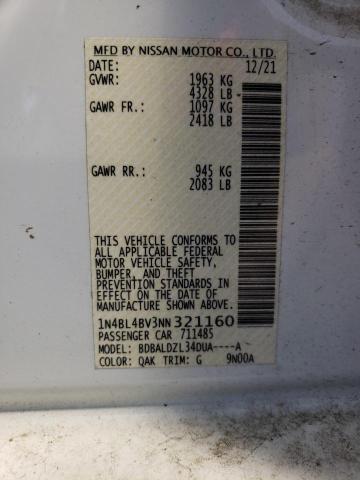 MFD BY NISSAN MOTOR CO., LTD.
DATE: 12/21
GVWR: 1963 KG
4328 LB
GAWR FR.: 1097 KG
2418 LB
GAWR RR.: 945 KG
2083 LB
THIS VEHICLE CONFORMS TO
ALL APPLICABLE FEDERAL
MOTOR VEHICLE SAFETY,
BUMPER, AND THEFT
PREVENTION STANDARDS IN
EFFECT ON THE DATE OF
MANUFACTURE SHOWN ABOVE.
1N4BL4BV3NN321160
PASSENGER CAR 711485
MODEL: BDBALDZL34DUA----A
COLOR: QAK TRIM: G 9N00A